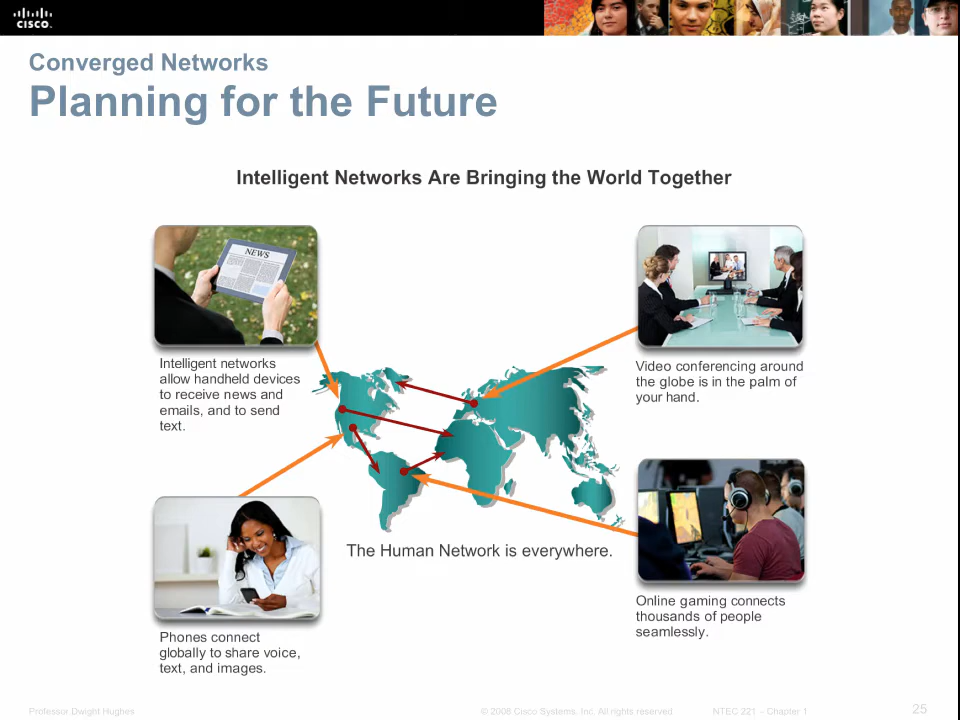 CISCO.
Converged Networks
Planning for the Future
Intelligent Networks Are Bringing the World Together
NEWS
Intelligent networks
allow handheld devices
to receive news and
emails, and to send
text.
Video conferencing around
the globe is in the palm of
your hand.
The Human Network is everywhere.
Phones connect
globally to share voice,
text, and images.
Online gaming connects
thousands of people
seamlessly.
Professor Dwight Hughes
© 2008 Cisco Systems, Inc. All rights reserved
NTEC 221 - Chapter 1
25